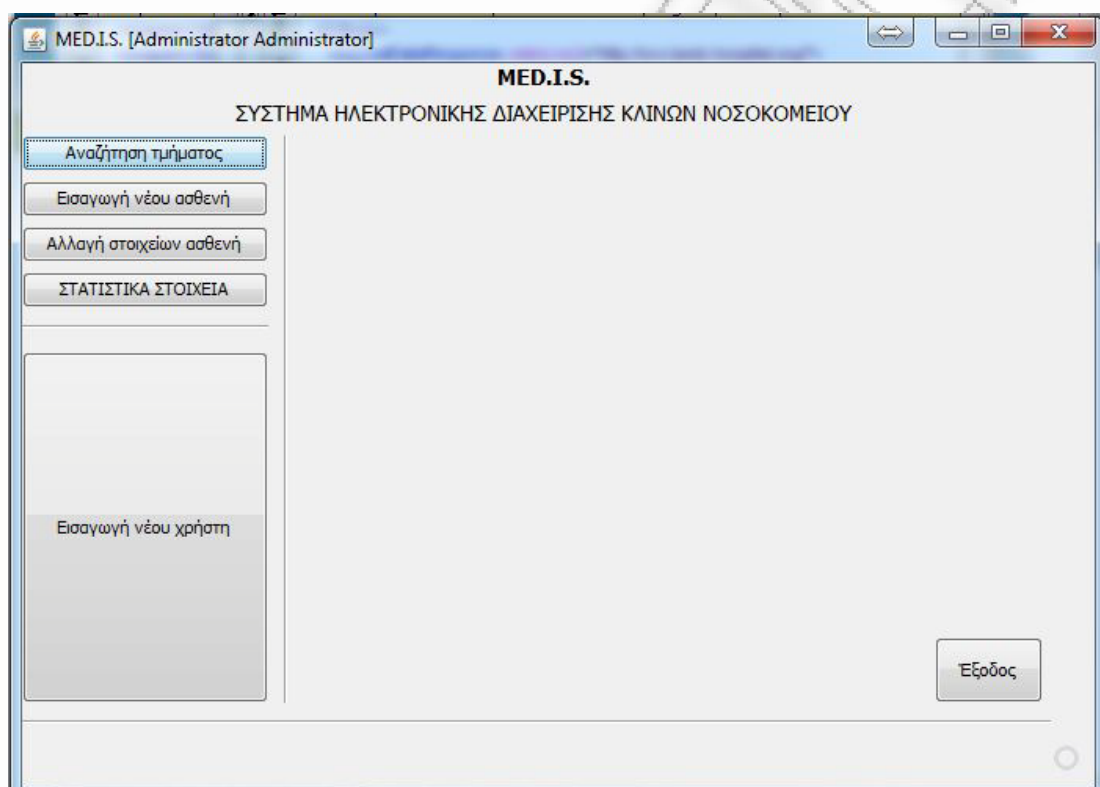 MED.I.S. [Administrator Administrator]
MED.I.S.
ΣΥΣΤΗΜΑ ΗΛΕΚΤΡΟΝΙΚΗΣ ΔΙΑΧΕΙΡΙΣΗΣ ΚΛΙΝΩΝ ΝΟΣΟΚΟΜΕΙΟΥ
Αναζήτηση τμήματος
Εισαγωγή νέου ασθενή
Αλλαγή στοιχείων ασθενή
ΣΤΑΤΙΣΤΙΚΑ ΣΤΟΙΧΕΙΑ
Εισαγωγή νέου χρήστη
Έξοδος